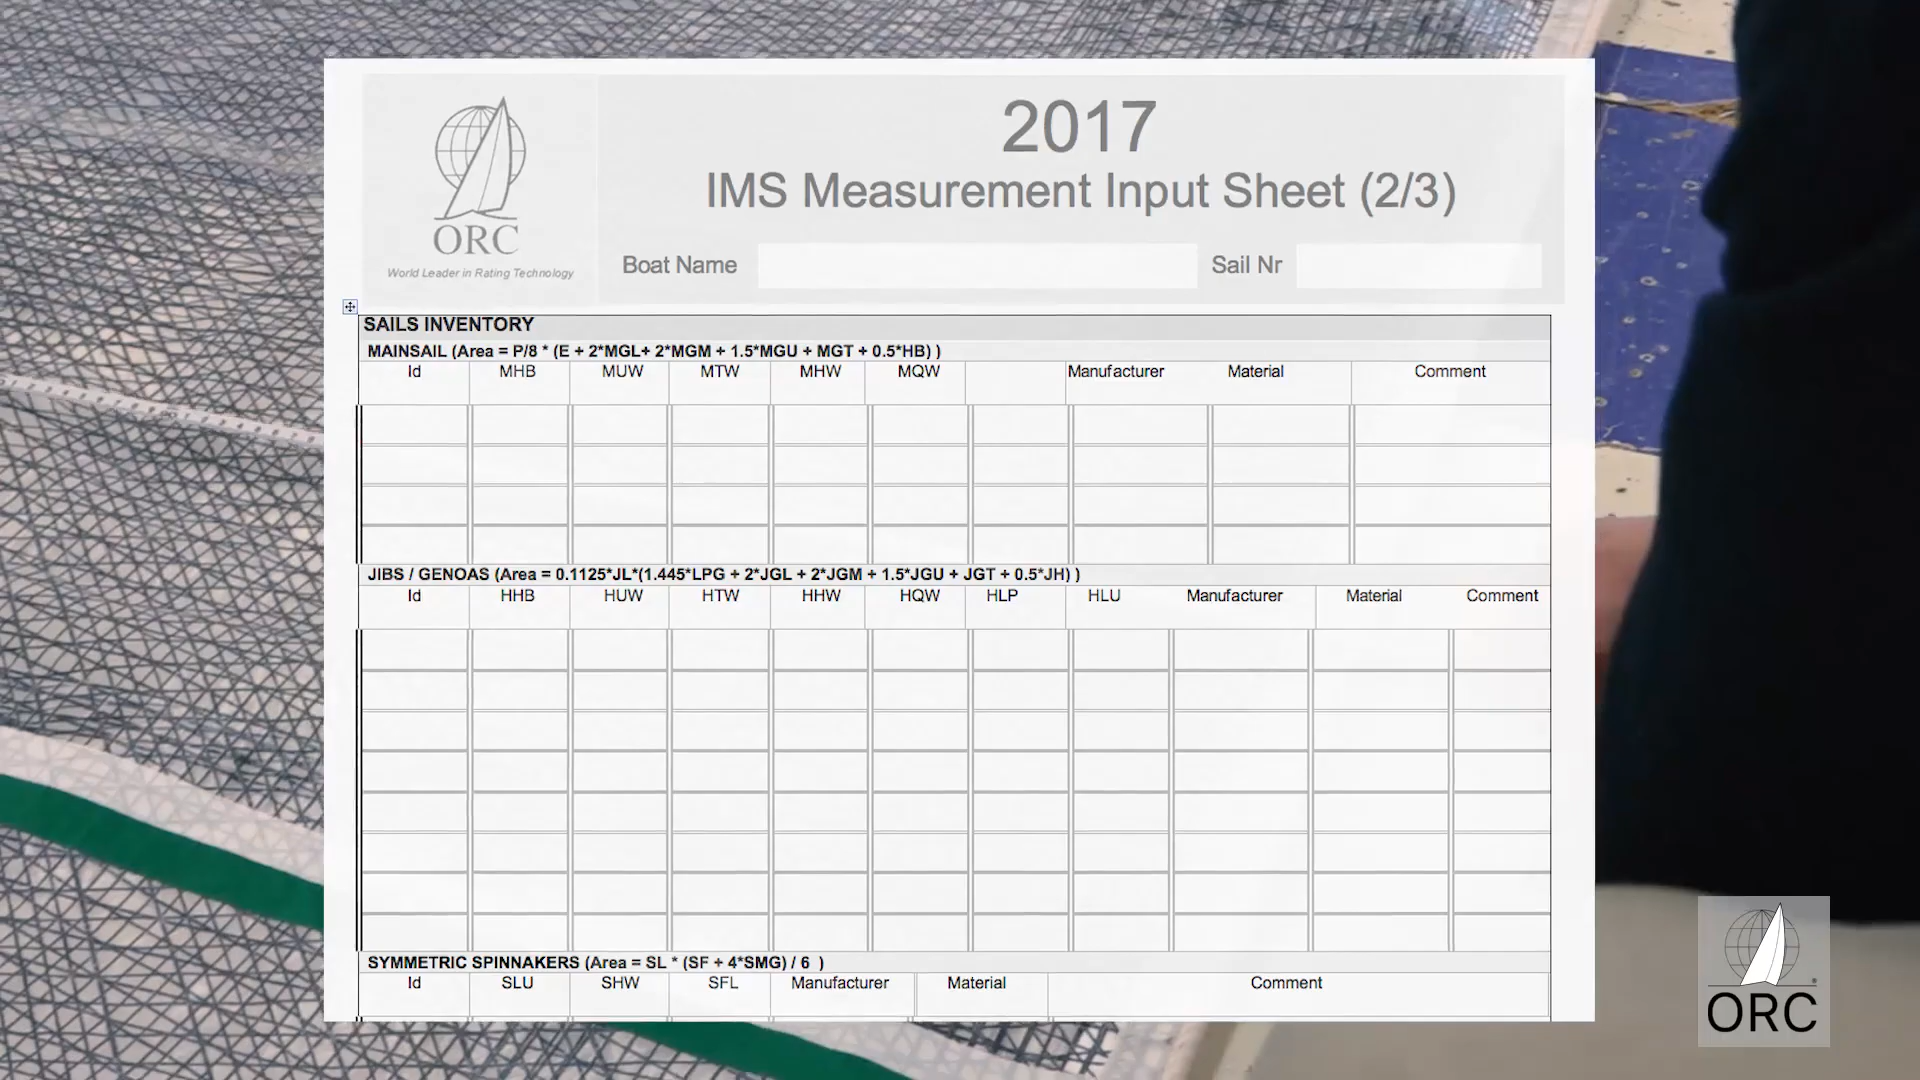 2017
IMS Measurement Input Sheet (2/3)
ORC
World Leader in Rating Technology
Boat Name Sail Nr
SAILS INVENTORY
MAINSAIL (Area = P/8 * (E + 2*MGL+ 2*MGM + 1.5*MGU + MGT + 0.5*HB) )
Id MHB MUW MTW MHW MQW Manufacturer Material Comment
JIBS / GENOAS (Area = 0.1125*JL*(1.445*LPG + 2*JGL + 2*JGM + 1.5*JGU + JGT + 0.5*JH) )
Id HHB HUW HTW HHW HQW HLP HLU Manufacturer Material Comment
SYMMETRIC SPINNAKERS (Area = SL * (SF + 4*SMG) / 6 )
Id SLU SHW SFL Manufacturer Material Comment
ORC